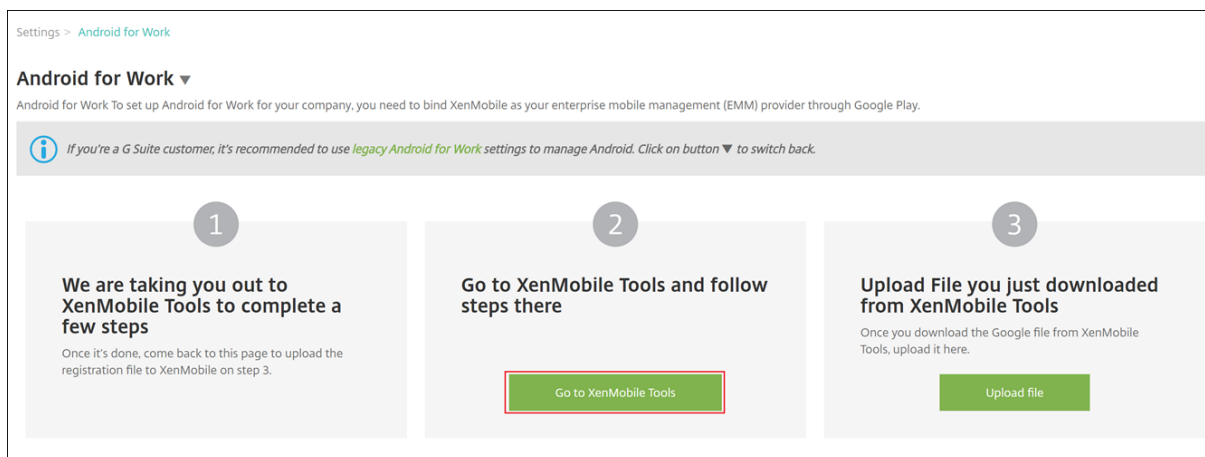 Settings > Android for Work
Android for Work ▼
Android for Work To set up Android for Work for your company, you need to bind XenMobile as your enterprise mobile management (EMM) provider through Google Play.
If you're a G Suite customer, it's recommended to use legacy Android for Work settings to manage Android. Click on button ▼ to switch back.
1
We are taking you out to
XenMobile Tools to complete a
few steps
Once it's done, come back to this page to upload the
registration file to XenMobile on step 3.
2
Go to XenMobile Tools and follow
steps there
Go to XenMobile Tools
3
Upload File you just downloaded
from XenMobile Tools
Once you download the Google file from XenMobile
Tools, upload it here.
Upload file